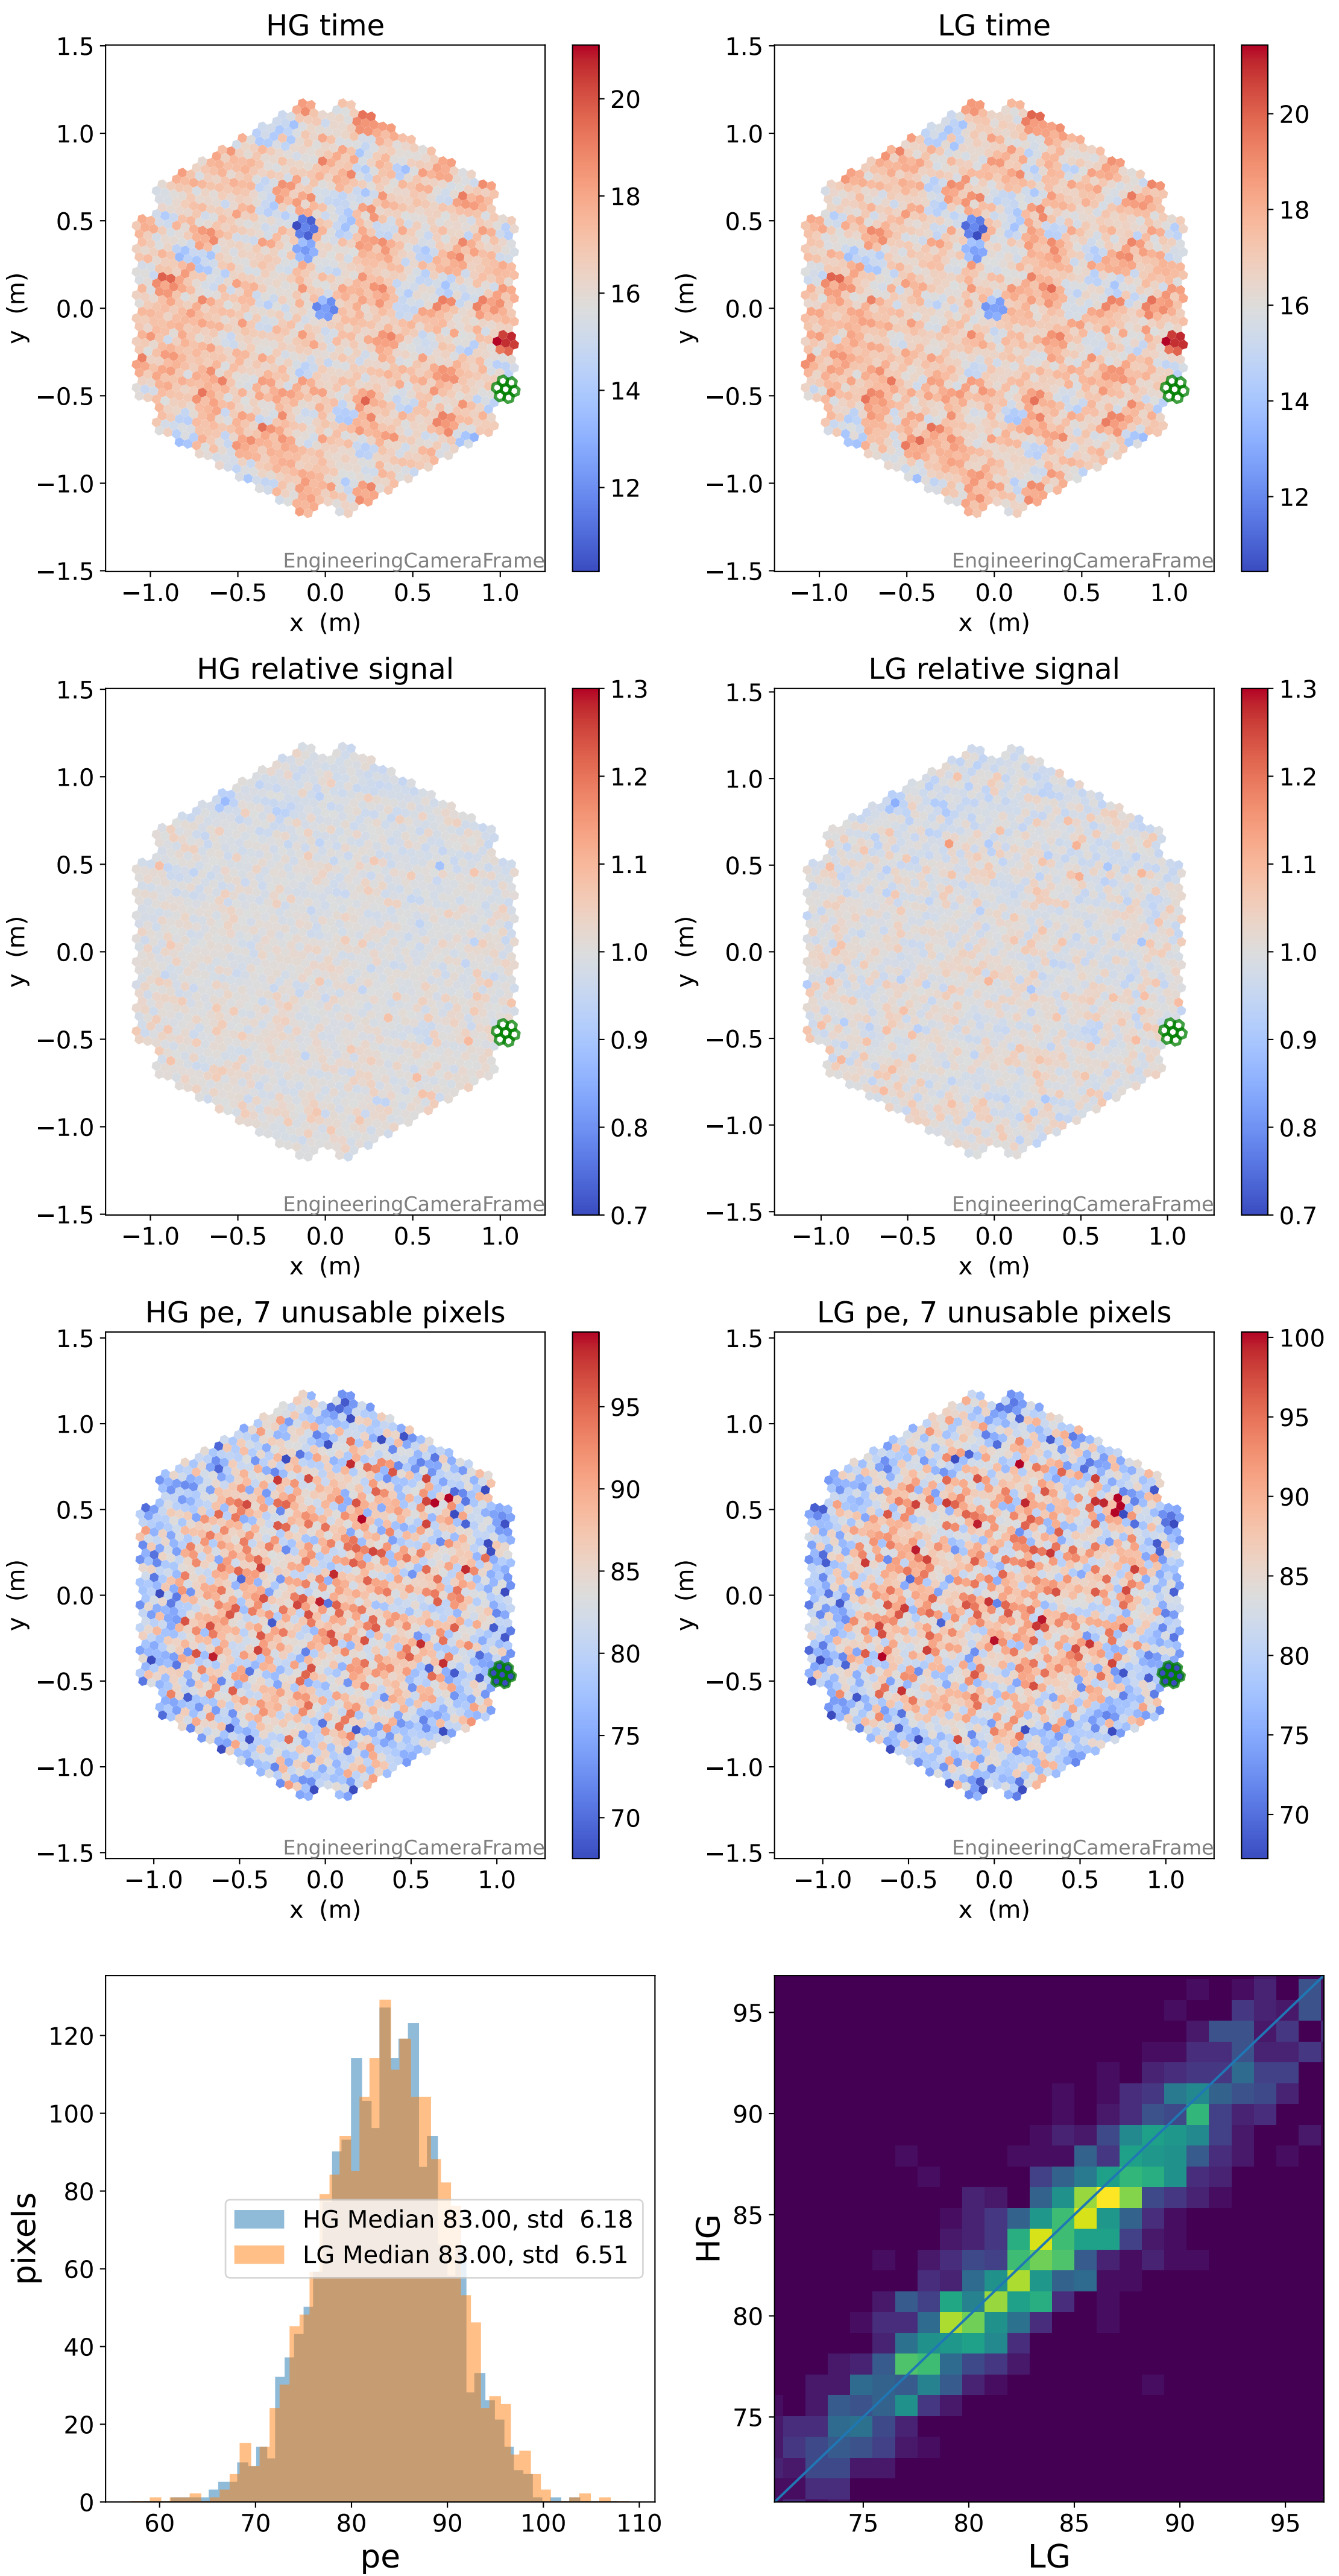 HG time
1.5
1.0
0.5
0.0
−0.5
−1.0
−1.5
y (m)
−1.0 −0.5 0.0 0.5 1.0
x (m)
EngineeringCameraFrame
20
18
16
14
12
LG time
1.5
1.0
0.5
0.0
−0.5
−1.0
−1.5
y (m)
−1.0 −0.5 0.0 0.5 1.0
x (m)
EngineeringCameraFrame
20
18
16
14
12
HG relative signal
1.5
1.0
0.5
0.0
−0.5
−1.0
−1.5
y (m)
−1.0 −0.5 0.0 0.5 1.0
x (m)
EngineeringCameraFrame
1.3
1.2
1.1
1.0
0.9
0.8
0.7
LG relative signal
1.5
1.0
0.5
0.0
−0.5
−1.0
−1.5
y (m)
−1.0 −0.5 0.0 0.5 1.0
x (m)
EngineeringCameraFrame
1.3
1.2
1.1
1.0
0.9
0.8
0.7
HG pe, 7 unusable pixels
1.5
1.0
0.5
0.0
−0.5
−1.0
−1.5
y (m)
−1.0 −0.5 0.0 0.5 1.0
x (m)
EngineeringCameraFrame
95
90
85
80
75
70
LG pe, 7 unusable pixels
1.5
1.0
0.5
0.0
−0.5
−1.0
−1.5
y (m)
−1.0 −0.5 0.0 0.5 1.0
x (m)
EngineeringCameraFrame
100
95
90
85
80
75
70
120
100
80
60
40
20
0
pixels
HG Median 83.00, std 6.18
LG Median 83.00, std 6.51
60 70 80 90 100 110
pe
95
90
85
80
75
HG
75 80 85 90 95
LG